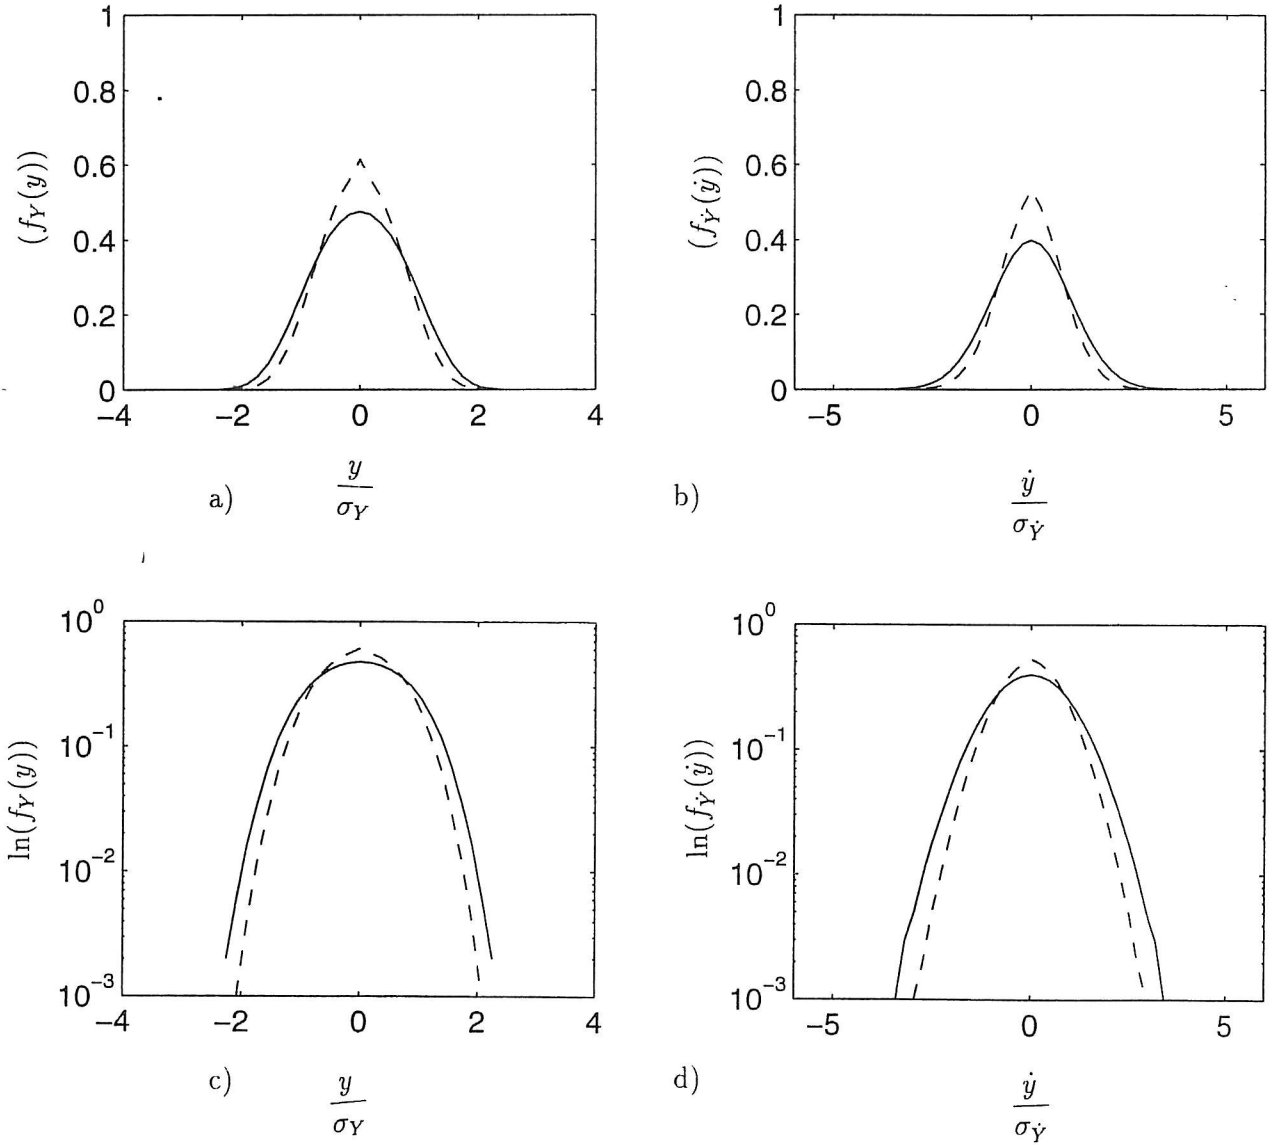 1
0.8
0.6
0.4
0.2
0
(f_Y(y))
−4
−2
0
2
4
a)
y
σ_Y
1
0.8
0.6
0.4
0.2
0
(f_Ẏ(ẏ))
−5
0
5
b)
ẏ
σ_Ẏ
10^0
10^−1
10^−2
10^−3
ln(f_Y(y))
−4
−2
0
2
4
c)
y
σ_Y
10^0
10^−1
10^−2
10^−3
ln(f_Ẏ(ẏ))
−5
0
5
d)
ẏ
σ_Ẏ